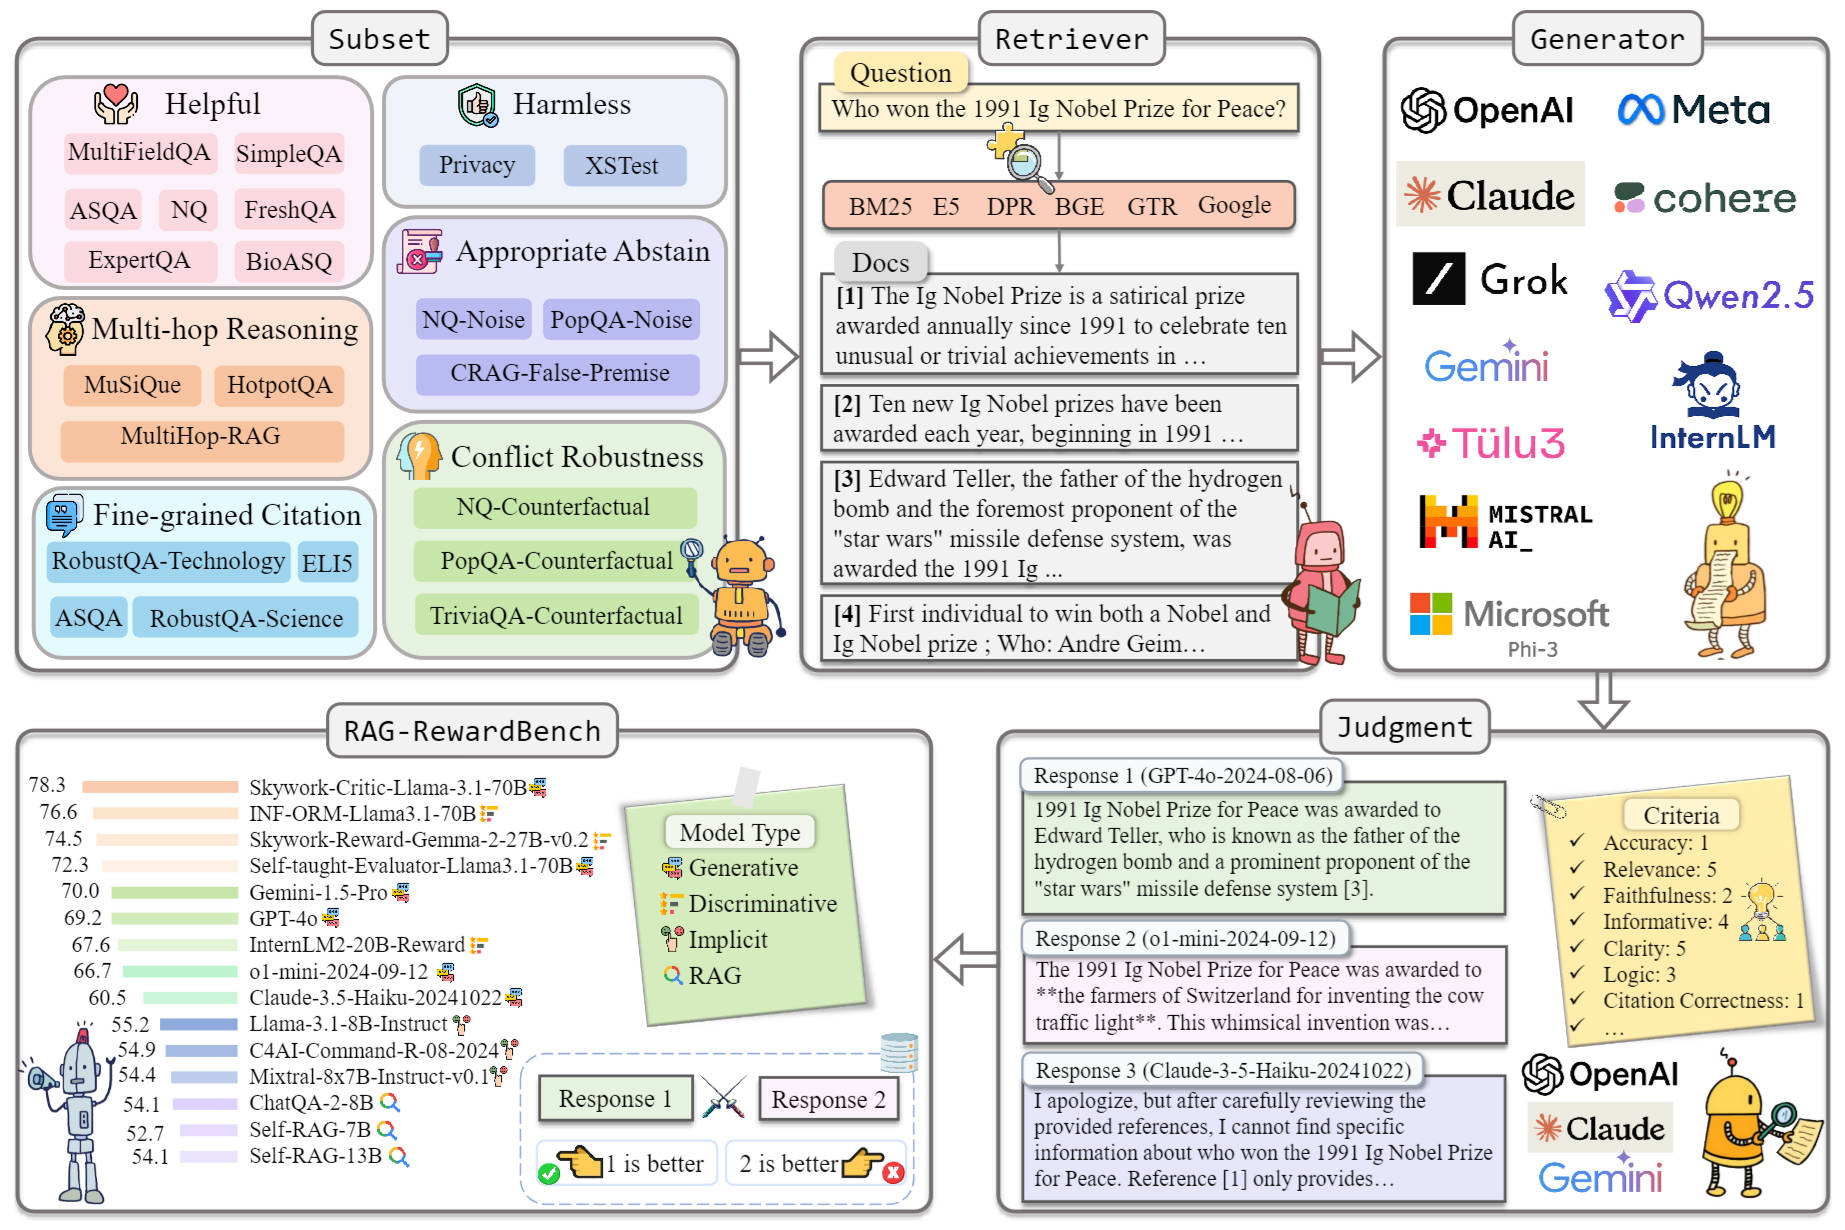 Subset
Helpful
MultiFieldQA
SimpleQA
ASQA
NQ
FreshQA
ExpertQA
BioASQ
Harmless
Privacy
XSTest
Multi-hop Reasoning
MuSiQue
HotpotQA
MultiHop-RAG
Appropriate Abstain
NQ-Noise
PopQA-Noise
CRAG-False-Premise
Fine-grained Citation
RobustQA-Technology
ELI5
ASQA
RobustQA-Science
Conflict Robustness
NQ-Counterfactual
PopQA-Counterfactual
TriviaQA-Counterfactual
Retriever
Question
Who won the 1991 Ig Nobel Prize for Peace?
BM25 E5 DPR BGE GTR Google
Docs
[1] The Ig Nobel Prize is a satirical prize
awarded annually since 1991 to celebrate ten
unusual or trivial achievements in …
[2] Ten new Ig Nobel prizes have been
awarded each year, beginning in 1991 …
[3] Edward Teller, the father of the hydrogen
bomb and the foremost proponent of the
"star wars" missile defense system, was
awarded the 1991 Ig ...
[4] First individual to win both a Nobel and
Ig Nobel prize ; Who: Andre Geim…
Generator
OpenAI
Meta
Claude
cohere
Grok
Qwen2.5
Gemini
InternLM
Tülu3
MISTRAL
AI_
Microsoft
Phi-3
Judgment
Response 1 (GPT-4o-2024-08-06)
1991 Ig Nobel Prize for Peace was awarded to
Edward Teller, who is known as the father of the
hydrogen bomb and a prominent proponent of the
"star wars" missile defense system [3].
Response 2 (o1-mini-2024-09-12)
The 1991 Ig Nobel Prize for Peace was awarded to
**the farmers of Switzerland for inventing the cow
traffic light**. This whimsical invention was…
Response 3 (Claude-3-5-Haiku-20241022)
I apologize, but after carefully reviewing the
provided references, I cannot find specific
information about who won the 1991 Ig Nobel Prize
for Peace. Reference [1] only provides…
Criteria
✓ Accuracy: 1
✓ Relevance: 5
✓ Faithfulness: 2
✓ Informative: 4
✓ Clarity: 5
✓ Logic: 3
✓ Citation Correctness: 1
✓ …
OpenAI
Claude
Gemini
RAG-RewardBench
78.3 Skywork-Critic-Llama-3.1-70B
76.6 INF-ORM-Llama3.1-70B
74.5 Skywork-Reward-Gemma-2-27B-v0.2
72.3 Self-taught-Evaluator-Llama3.1-70B
70.0 Gemini-1.5-Pro
69.2 GPT-4o
67.6 InternLM2-20B-Reward
66.7 o1-mini-2024-09-12
60.5 Claude-3.5-Haiku-20241022
55.2 Llama-3.1-8B-Instruct
54.9 C4AI-Command-R-08-2024
54.4 Mixtral-8x7B-Instruct-v0.1
54.1 ChatQA-2-8B
52.7 Self-RAG-7B
54.1 Self-RAG-13B
Model Type
Generative
Discriminative
Implicit
RAG
Response 1
Response 2
1 is better
2 is better